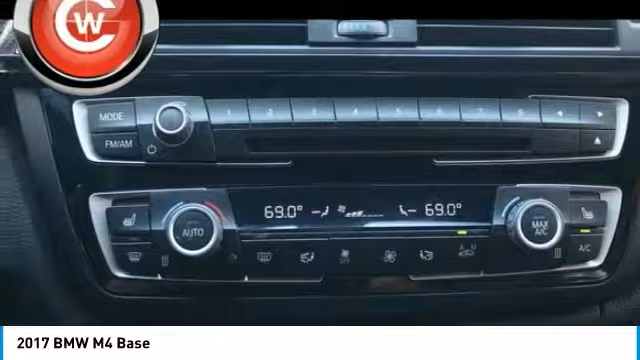 CW
MODE
1 2 3 4 5 6 7 8
FM/AM
69.0° 69.0°
AUTO
MAX
A/C
A/C
2017 BMW M4 Base